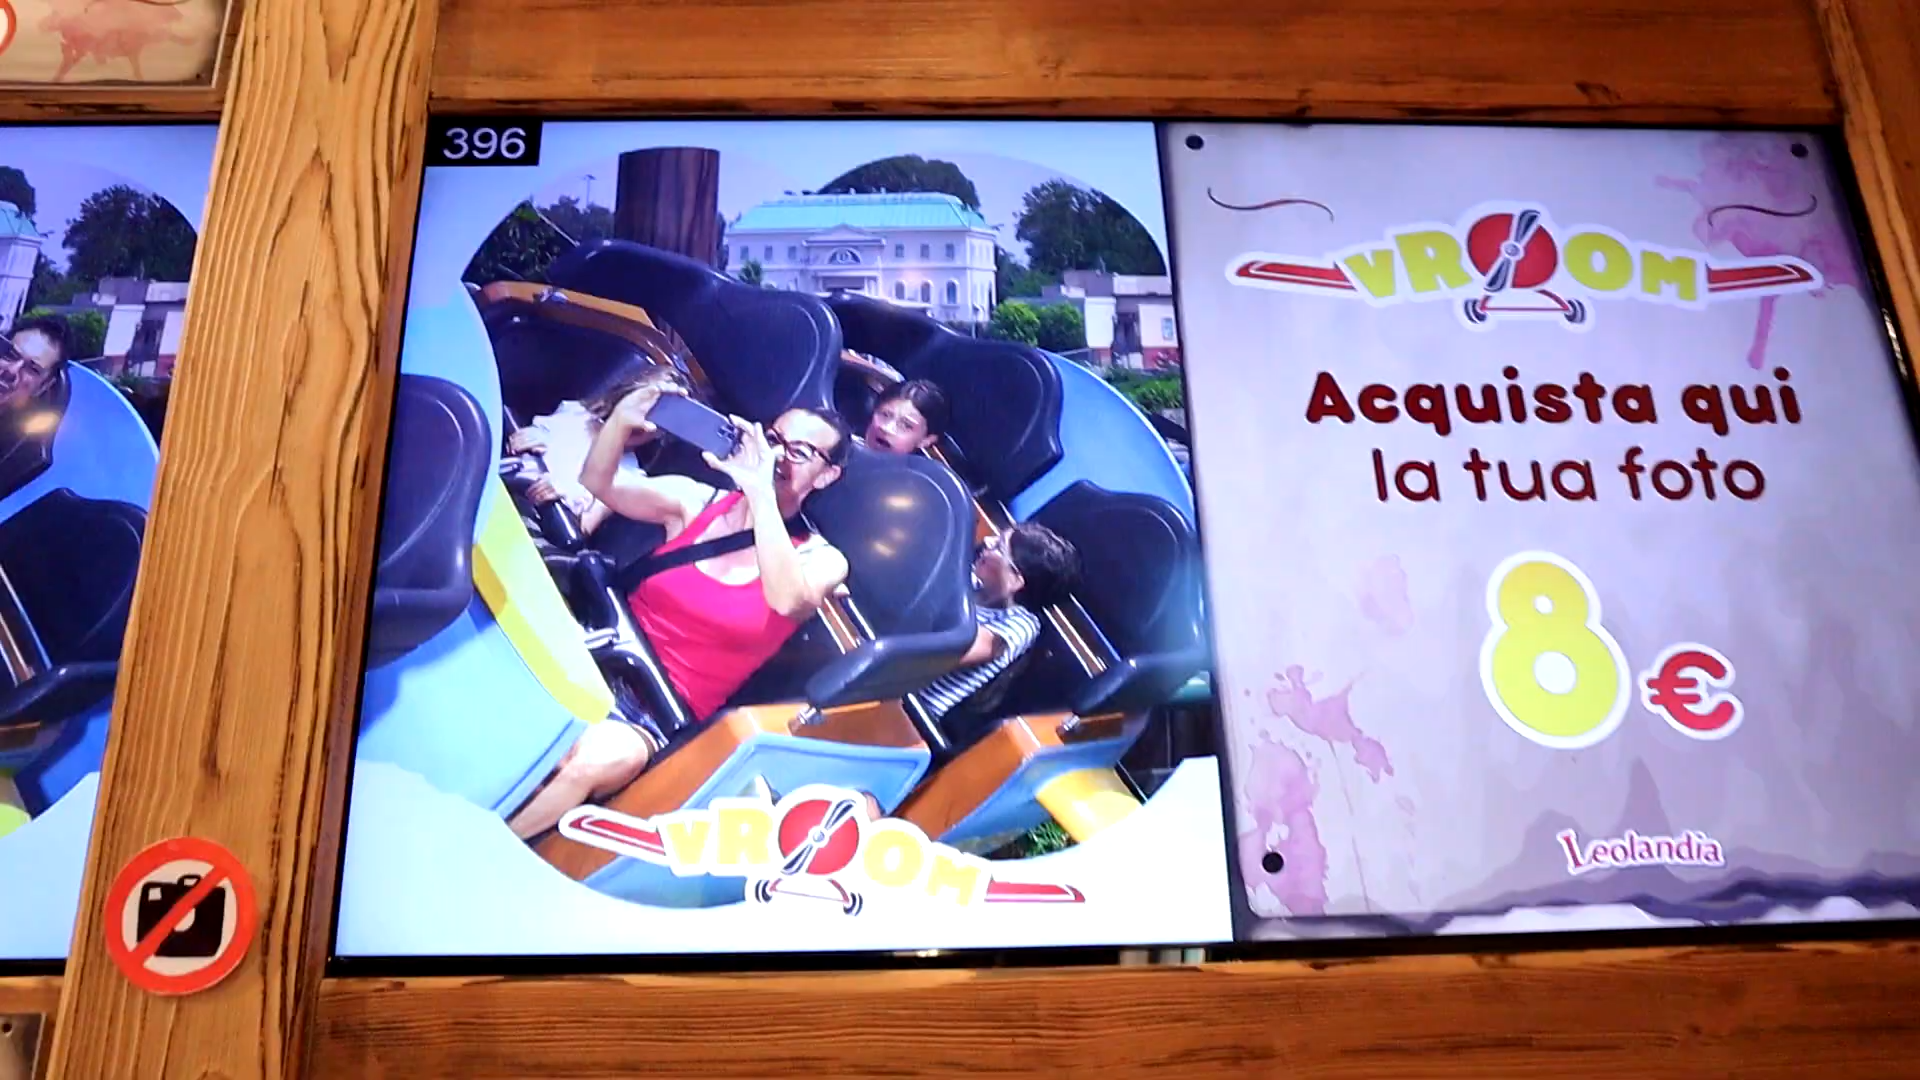 396
VROOM
VROOM
Acquista qui
la tua foto
8 €
Leolandia